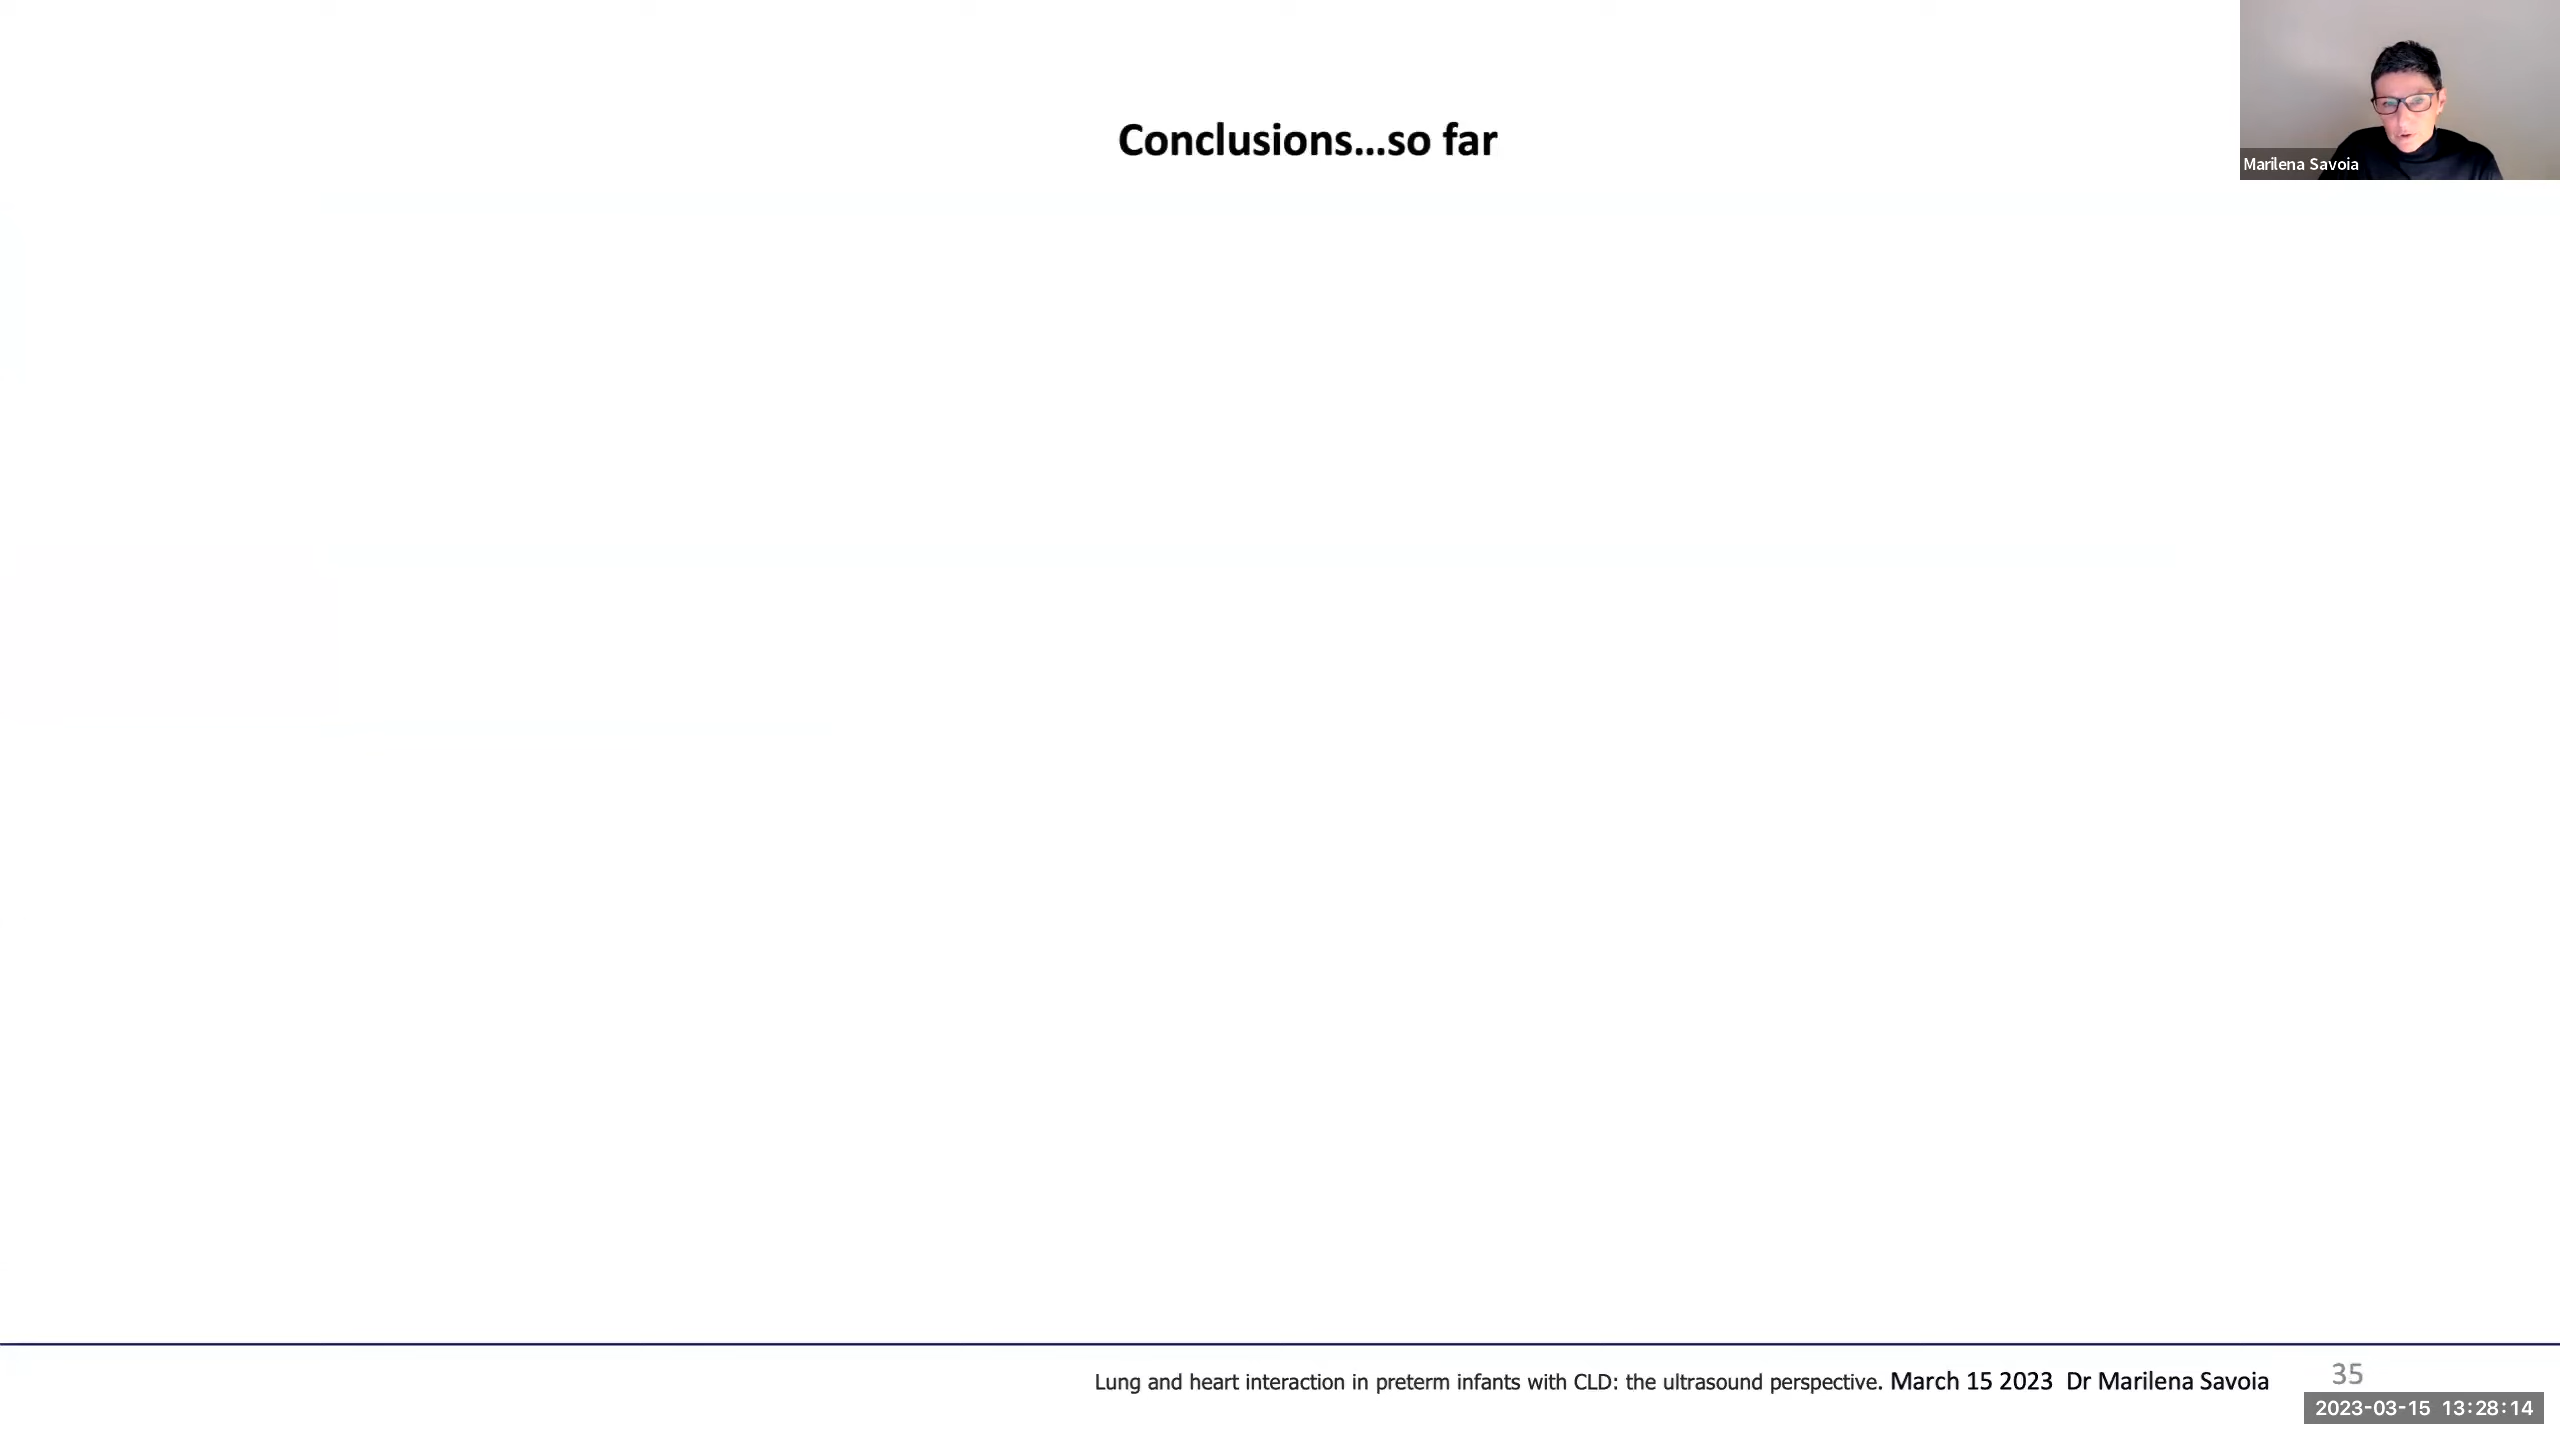 Conclusions...so far
Marilena Savoia
Lung and heart interaction in preterm infants with CLD: the ultrasound perspective. March 15 2023  Dr Marilena Savoia
35
2023-03-15 13:28:14